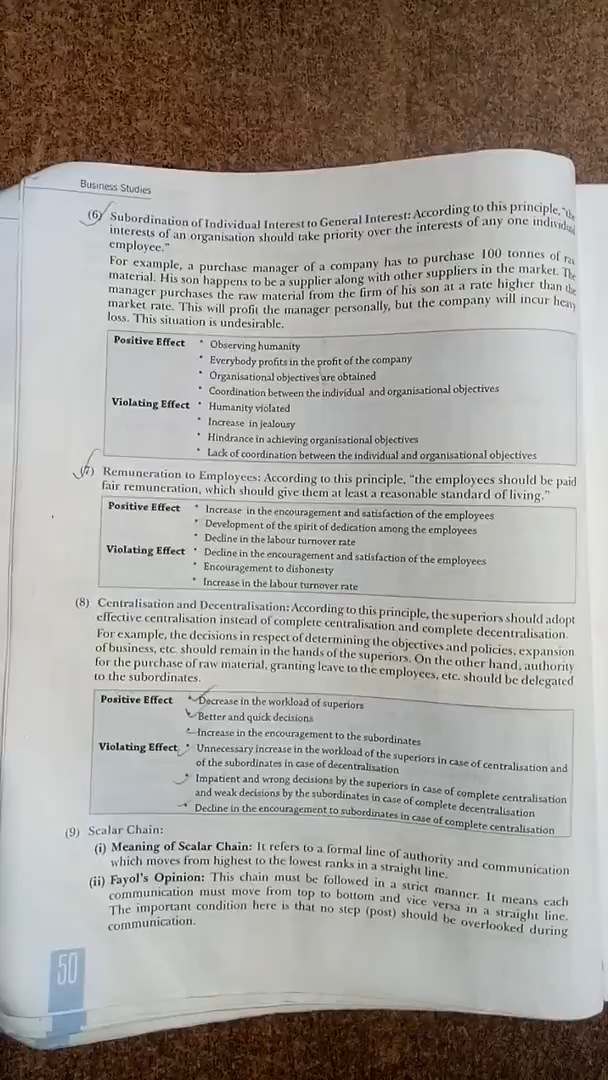 Business Studies
(6) Subordination of Individual Interest to General Interest: According to this principle, "the
interests of an organisation should take priority over the interests of any one individual
employee."
For example, a purchase manager of a company has to purchase 100 tonnes of raw
material. His son happens to be a supplier along with other suppliers in the market. The
manager purchases the raw material from the firm of his son at a rate higher than the
market rate. This will profit the manager personally, but the company will incur heavy
loss. This situation is undesirable.
Positive Effect • Observing humanity
• Everybody profits in the profit of the company
• Organisational objectives are obtained
• Coordination between the individual and organisational objectives
Violating Effect • Humanity violated
• Increase in jealousy
• Hindrance in achieving organisational objectives
• Lack of coordination between the individual and organisational objectives
(7) Remuneration to Employees: According to this principle, "the employees should be paid
fair remuneration, which should give them at least a reasonable standard of living."
Positive Effect • Increase in the encouragement and satisfaction of the employees
• Development of the spirit of dedication among the employees
• Decline in the labour turnover rate
Violating Effect • Decline in the encouragement and satisfaction of the employees
• Encouragement to dishonesty
• Increase in the labour turnover rate
(8) Centralisation and Decentralisation: According to this principle, the superiors should adopt
effective centralisation instead of complete centralisation and complete decentralisation.
For example, the decisions in respect of determining the objectives and policies, expansion
of business, etc. should remain in the hands of the superiors. On the other hand, authority
for the purchase of raw material, granting leave to the employees, etc. should be delegated
to the subordinates.
Positive Effect • Decrease in the workload of superiors
• Better and quick decisions
• Increase in the encouragement to the subordinates
Violating Effect • Unnecessary increase in the workload of the superiors in case of centralisation and
of the subordinates in case of decentralisation
• Impatient and wrong decisions by the superiors in case of complete centralisation
and weak decisions by the subordinates in case of complete decentralisation
• Decline in the encouragement to subordinates in case of complete centralisation
(9) Scalar Chain:
(i) Meaning of Scalar Chain: It refers to a formal line of authority and communication
which moves from highest to the lowest ranks in a straight line.
(ii) Fayol's Opinion: This chain must be followed in a strict manner. It means each
communication must move from top to bottom and vice versa in a straight line.
The important condition here is that no step (post) should be overlooked during
communication.
50